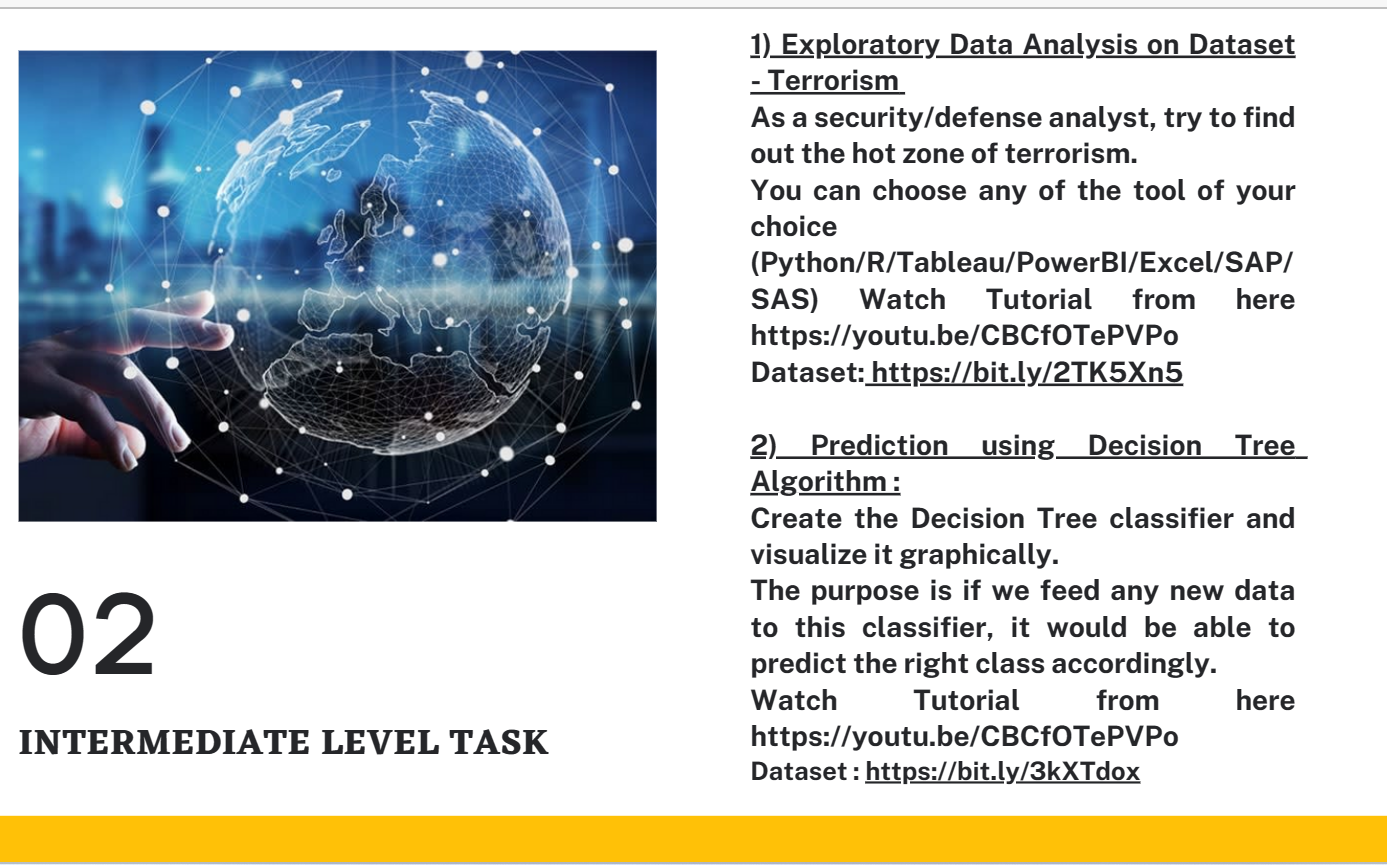 02
INTERMEDIATE LEVEL TASK
1) Exploratory Data Analysis on Dataset
- Terrorism
As a security/defense analyst, try to find
out the hot zone of terrorism.
You can choose any of the tool of your
choice
(Python/R/Tableau/PowerBI/Excel/SAP/
SAS) Watch Tutorial from here
https://youtu.be/CBCfOTePVPo
Dataset: https://bit.ly/2TK5Xn5
2) Prediction using Decision Tree
Algorithm :
Create the Decision Tree classifier and
visualize it graphically.
The purpose is if we feed any new data
to this classifier, it would be able to
predict the right class accordingly.
Watch Tutorial from here
https://youtu.be/CBCfOTePVPo
Dataset : https://bit.ly/3kXTdox